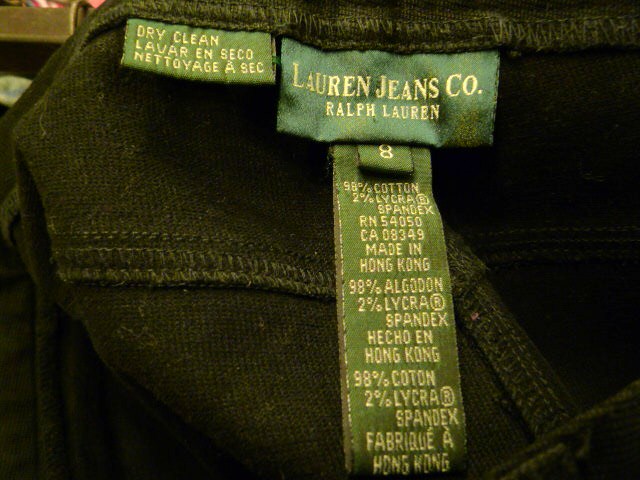 DRY CLEAN
LAVAR EN SECO
NETTOYAGE À SEC
LAUREN JEANS CO.
RALPH LAUREN
8
98% COTTON
2% LYCRA®
SPANDEX
RN 54050
CA 08349
MADE IN
HONG KONG
98% ALGODON
2% LYCRA®
SPANDEX
HECHO EN
HONG KONG
98% COTON
2% LYCRA®
SPANDEX
FABRIQUÉ À
HONG KONG